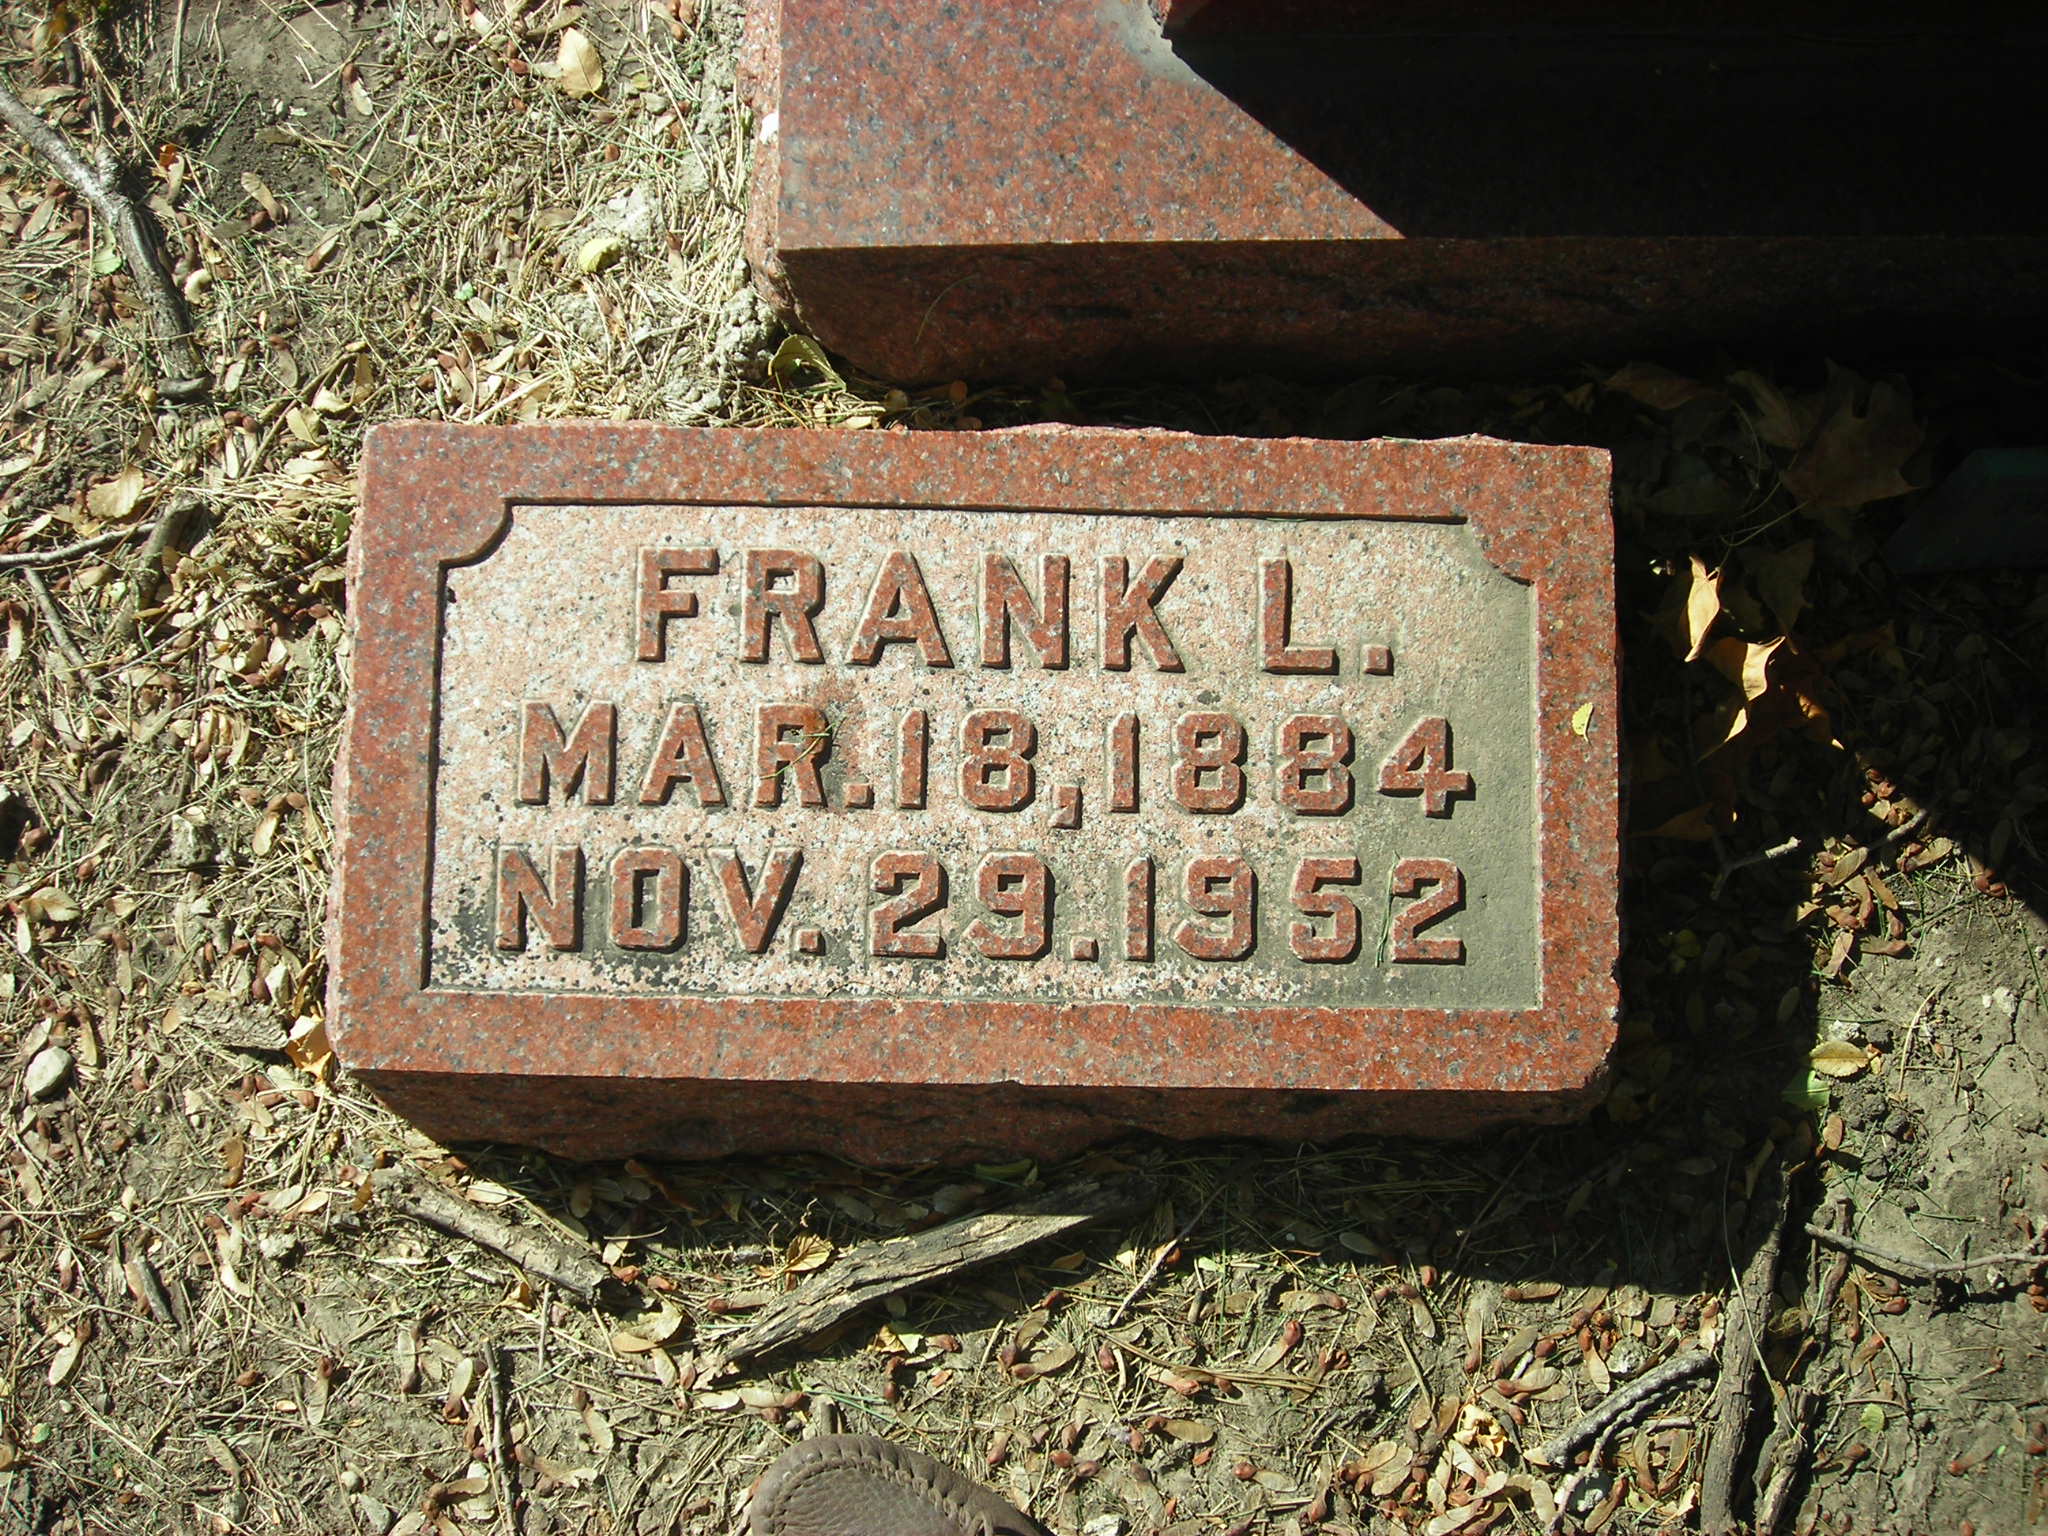 FRANK L.
MAR. 18, 1884
NOV. 29. 1952